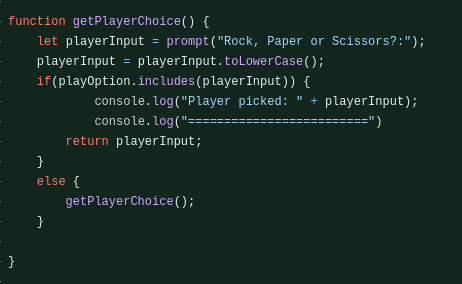 function getPlayerChoice() {
    let playerInput = prompt("Rock, Paper or Scissors?:");
    playerInput = playerInput.toLowerCase();
    if(playOption.includes(playerInput)) {
            console.log("Player picked: " + playerInput);
            console.log("=========================")
        return playerInput;
    }
    else {
        getPlayerChoice();
    }
}